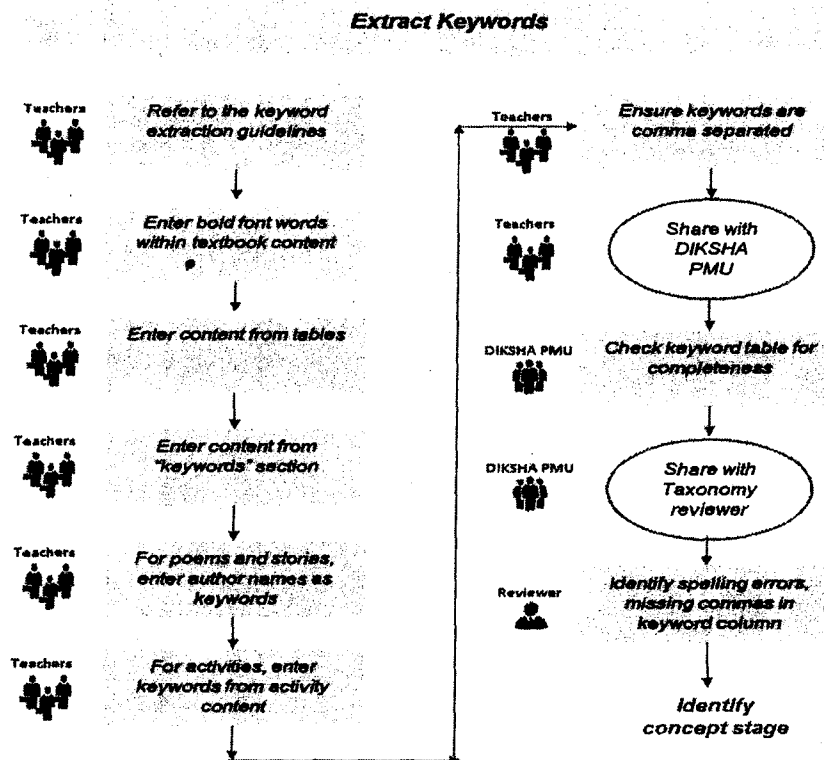 Extract Keywords
Teachers
Refer to the keyword
extraction guidelines
Teachers
Enter bold font words
within textbook content
Teachers
Enter content from tables
Teachers
Enter content from
"keywords" section
Teachers
For poems and stories,
enter author names as
keywords
Teachers
For activities, enter
keywords from activity
content
Teachers
Ensure keywords are
comma separated
Teachers
Share with
DIKSHA
PMU
DIKSHA PMU
Check keyword table for
completeness
DIKSHA PMU
Share with
Taxonomy
reviewer
Reviewer
Identify spelling errors,
missing commas in
keyword column
Identify
concept stage